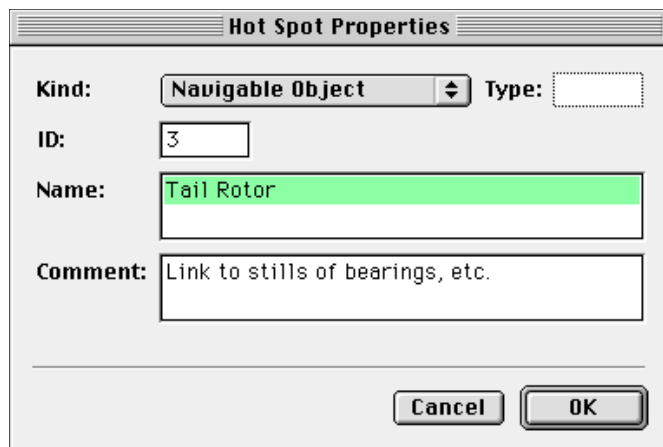 Hot Spot Properties
Kind: Navigable Object Type:
ID: 3
Name: Tail Rotor
Comment: Link to stills of bearings, etc.
Cancel OK